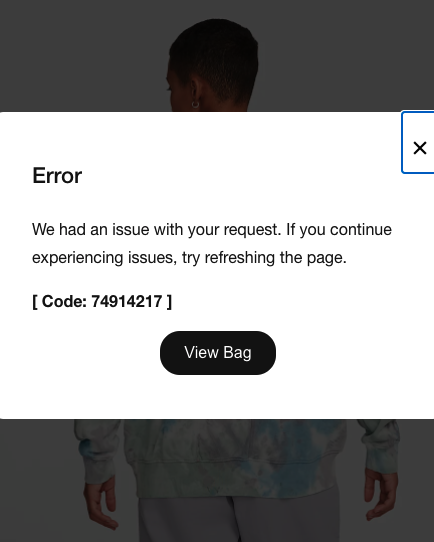 Error
We had an issue with your request. If you continue
experiencing issues, try refreshing the page.
[ Code: 74914217 ]
View Bag